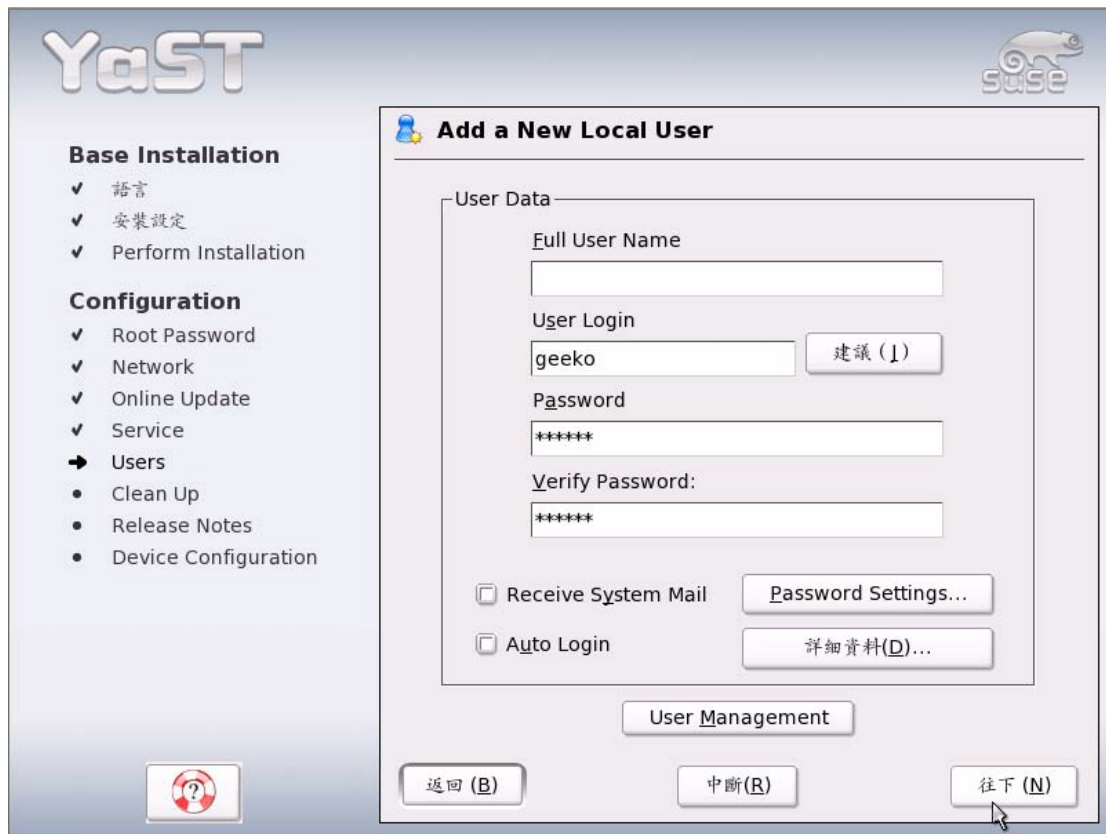 YaST
suse
Base Installation
語言
安裝設定
Perform Installation
Configuration
Root Password
Network
Online Update
Service
Users
Clean Up
Release Notes
Device Configuration
Add a New Local User
User Data
Full User Name
User Login
geeko
建議 (I)
Password
******
Verify Password:
******
Receive System Mail
Password Settings...
Auto Login
詳細資料(D)...
User Management
?
返回 (B)
中斷(R)
往下 (N)